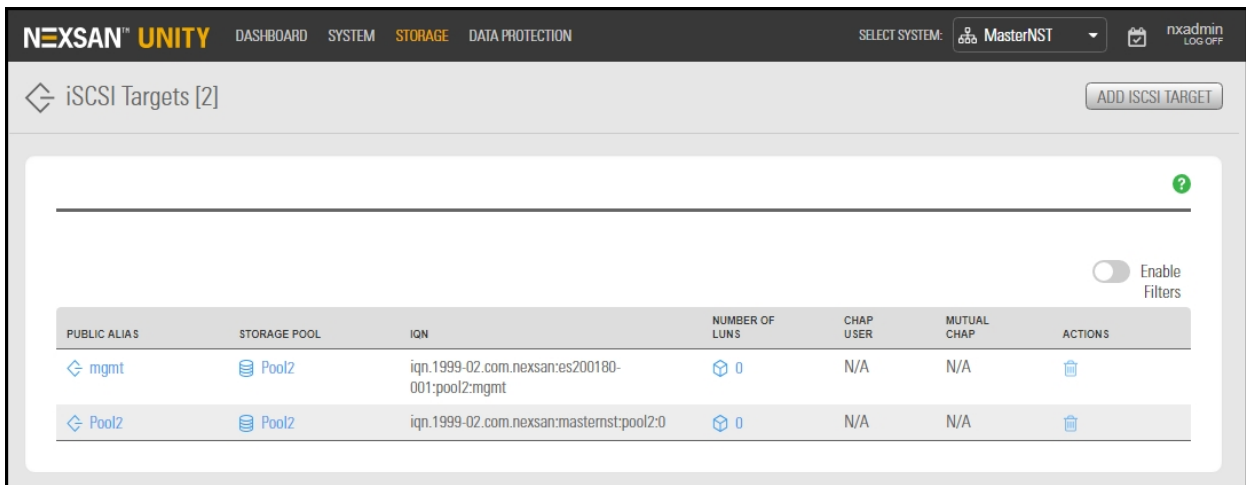 NEXSAN™ UNITY DASHBOARD SYSTEM STORAGE DATA PROTECTION SELECT SYSTEM: MasterNST nxadmin
LOG OFF
iSCSI Targets [2] ADD ISCSI TARGET
?
Enable
Filters
PUBLIC ALIAS STORAGE POOL IQN NUMBER OF LUNS CHAP USER MUTUAL CHAP ACTIONS
mgmt Pool2 iqn.1999-02.com.nexsan:es200180-001:pool2:mgmt 0 N/A N/A
Pool2 Pool2 iqn.1999-02.com.nexsan:masternst:pool2:0 0 N/A N/A